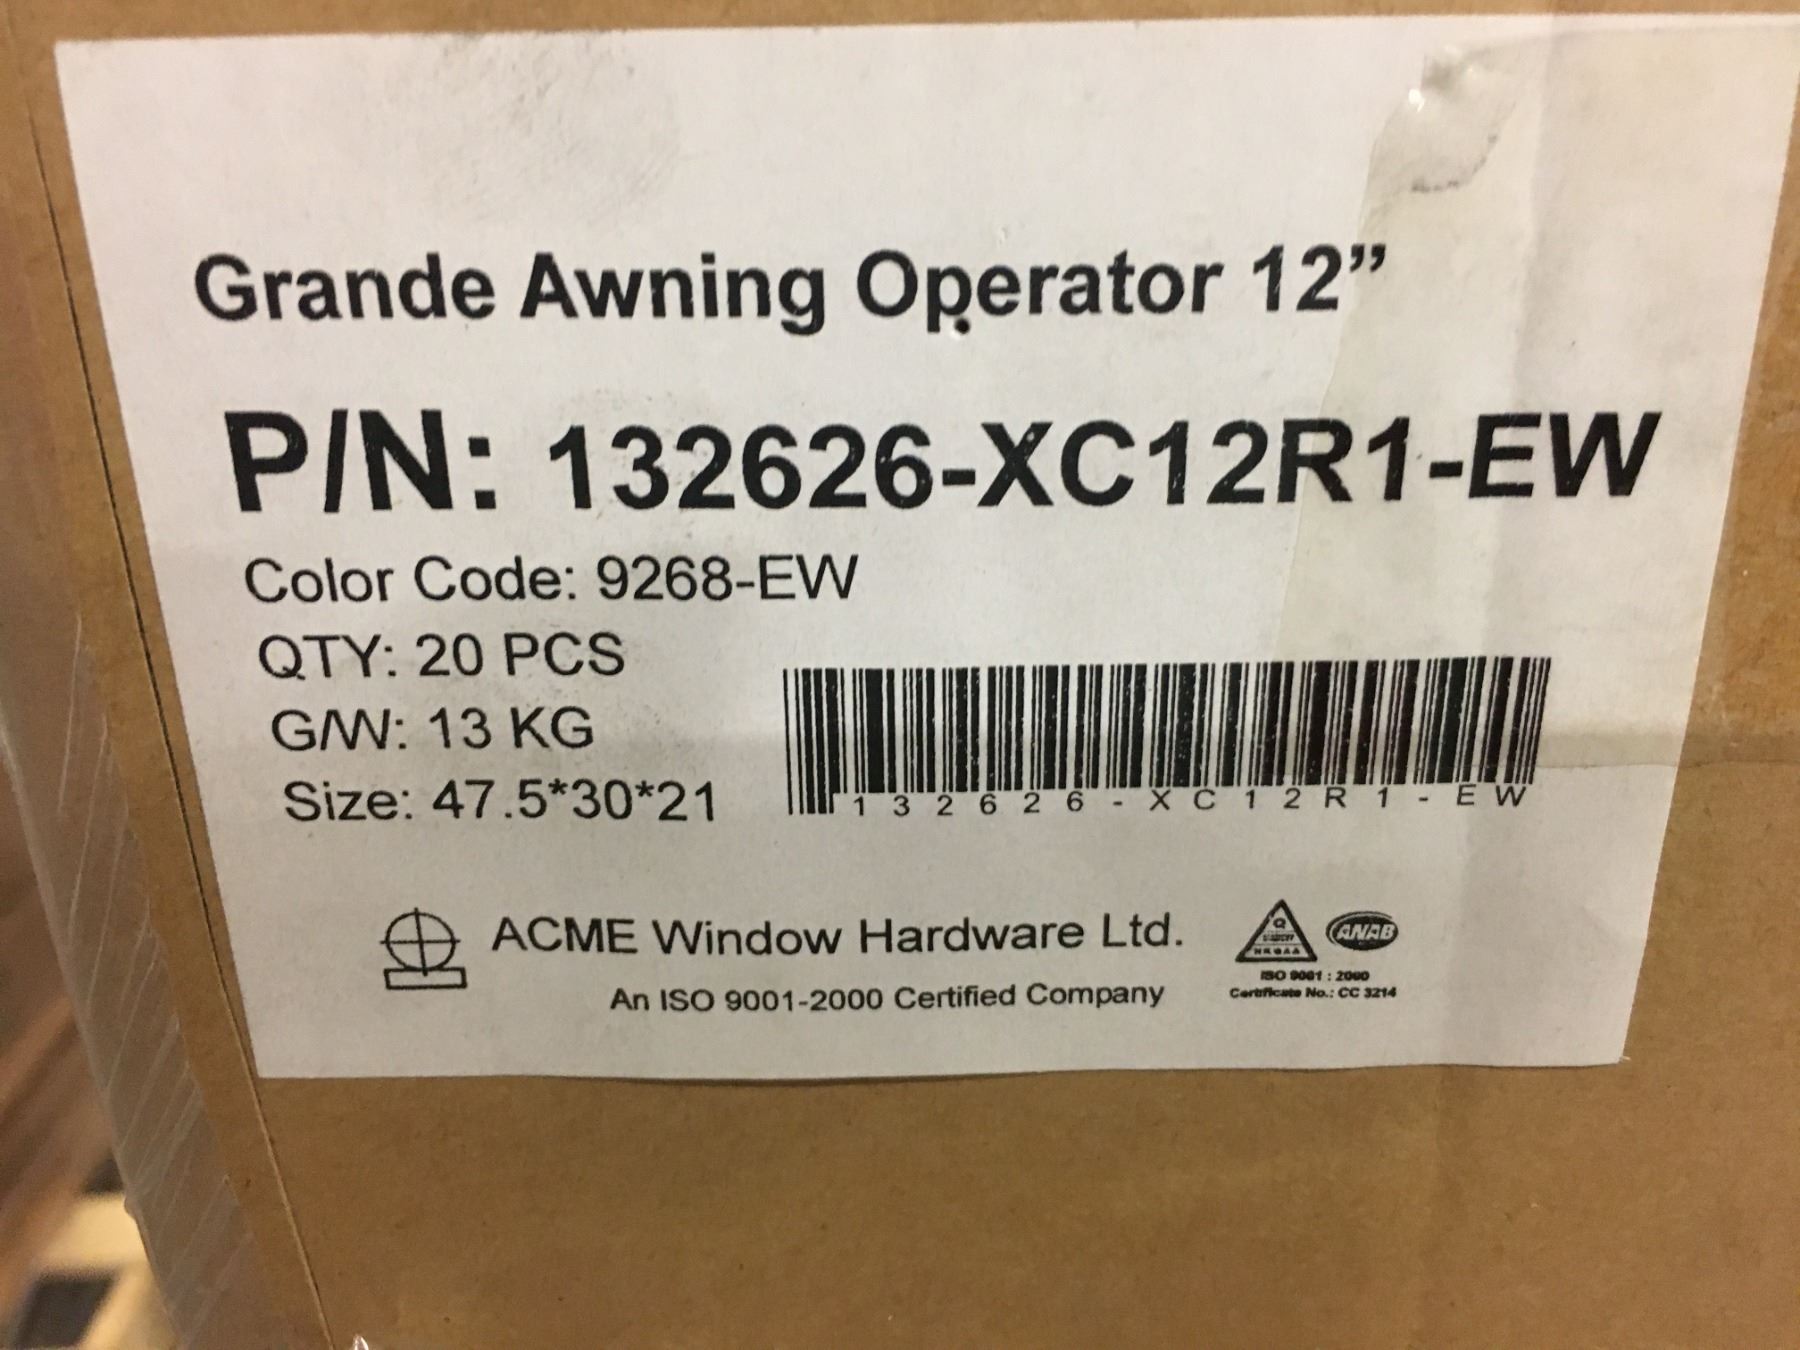 Grande Awning Operator 12”
P/N: 132626-XC12R1-EW
Color Code: 9268-EW
QTY: 20 PCS
G/W: 13 KG
Size: 47.5*30*21
132626-XC12R1-EW
ACME Window Hardware Ltd.
An ISO 9001-2000 Certified Company
Q
ANAB
ISO 9001 : 2000
Certificate No.: CC 3214